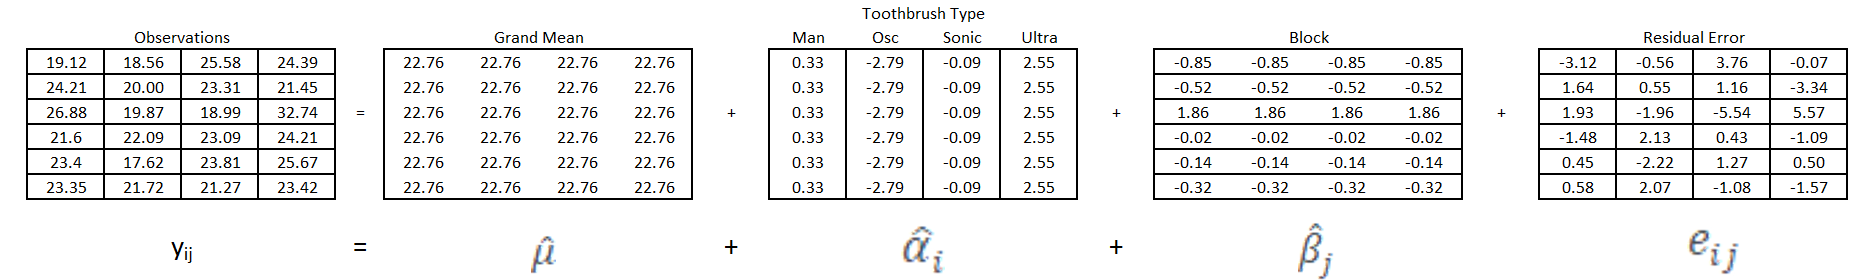 Toothbrush Type
Observations Grand Mean Man Osc Sonic Ultra Block Residual Error
19.12 18.56 25.58 24.39 22.76 22.76 22.76 22.76 0.33 -2.79 -0.09 2.55 -0.85 -0.85 -0.85 -0.85 -3.12 -0.56 3.76 -0.07
24.21 20.00 23.31 21.45 22.76 22.76 22.76 22.76 0.33 -2.79 -0.09 2.55 -0.52 -0.52 -0.52 -0.52 1.64 0.55 1.16 -3.34
26.88 19.87 18.99 32.74 = 22.76 22.76 22.76 22.76 + 0.33 -2.79 -0.09 2.55 + 1.86 1.86 1.86 1.86 + 1.93 -1.96 -5.54 5.57
21.6 22.09 23.09 24.21 22.76 22.76 22.76 22.76 0.33 -2.79 -0.09 2.55 -0.02 -0.02 -0.02 -0.02 -1.48 2.13 0.43 -1.09
23.4 17.62 23.81 25.67 22.76 22.76 22.76 22.76 0.33 -2.79 -0.09 2.55 -0.14 -0.14 -0.14 -0.14 0.45 -2.22 1.27 0.50
23.35 21.72 21.27 23.42 22.76 22.76 22.76 22.76 0.33 -2.79 -0.09 2.55 -0.32 -0.32 -0.32 -0.32 0.58 2.07 -1.08 -1.57
yᵢⱼ = μ̂ + α̂ᵢ + β̂ⱼ eᵢⱼ